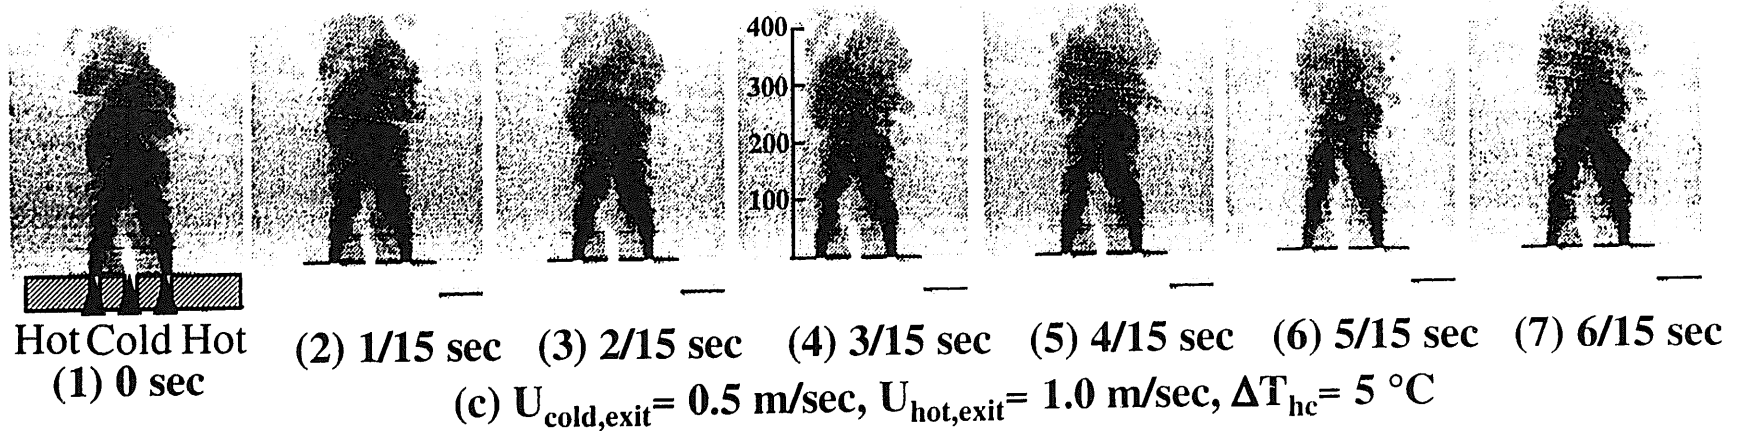 400
300
200
100
Hot Cold Hot
(1) 0 sec
(2) 1/15 sec
(3) 2/15 sec
(4) 3/15 sec
(5) 4/15 sec
(6) 5/15 sec
(7) 6/15 sec
(c) U_cold,exit= 0.5 m/sec, U_hot,exit= 1.0 m/sec, ΔT_hc= 5 °C